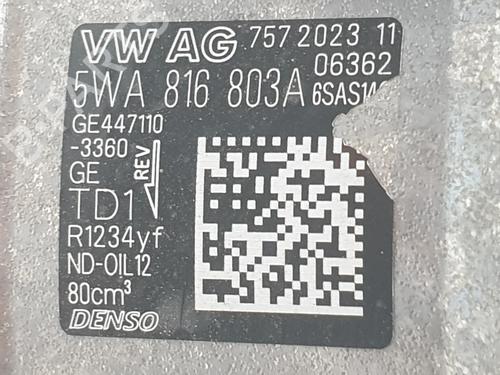 VW AG 757 2023 11
06362
5WA 816 803A 6SAS14
GE447110
-3360
GE
REV
TD1
R1234yf
ND-OIL12
80cm³
DENSO